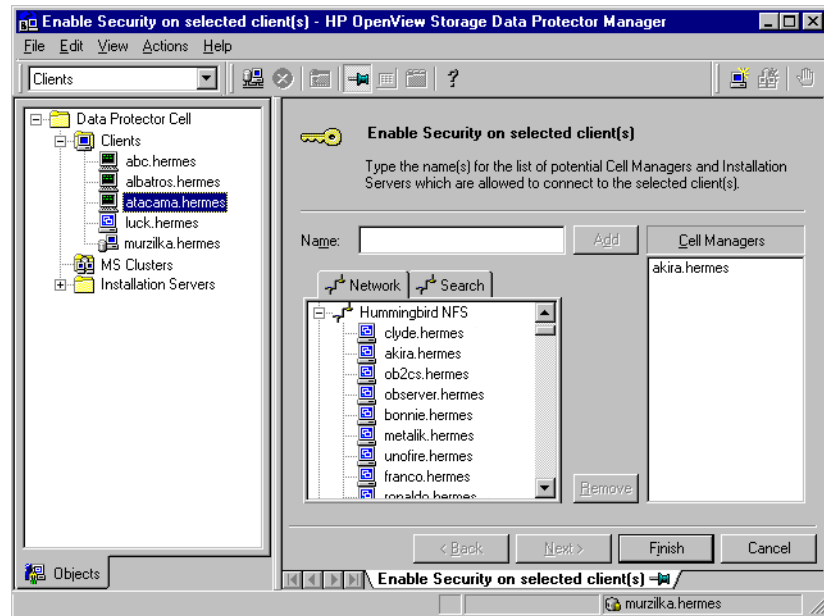 Enable Security on selected client(s) - HP OpenView Storage Data Protector Manager
File Edit View Actions Help
Clients
?
Data Protector Cell
Clients
abc.hermes
albatros.hermes
atacama.hermes
luck.hermes
murzilka.hermes
MS Clusters
Installation Servers
Objects
Enable Security on selected client(s)
Type the name(s) for the list of potential Cell Managers and Installation
Servers which are allowed to connect to the selected client(s).
Name:
Add
Cell Managers
akira.hermes
Network Search
Hummingbird NFS
clyde.hermes
akira.hermes
ob2cs.hermes
observer.hermes
bonnie.hermes
metalik.hermes
unofire.hermes
franco.hermes
ronaldo.hermes
Remove
< Back Next > Finish Cancel
Enable Security on selected client(s)
murzilka.hermes